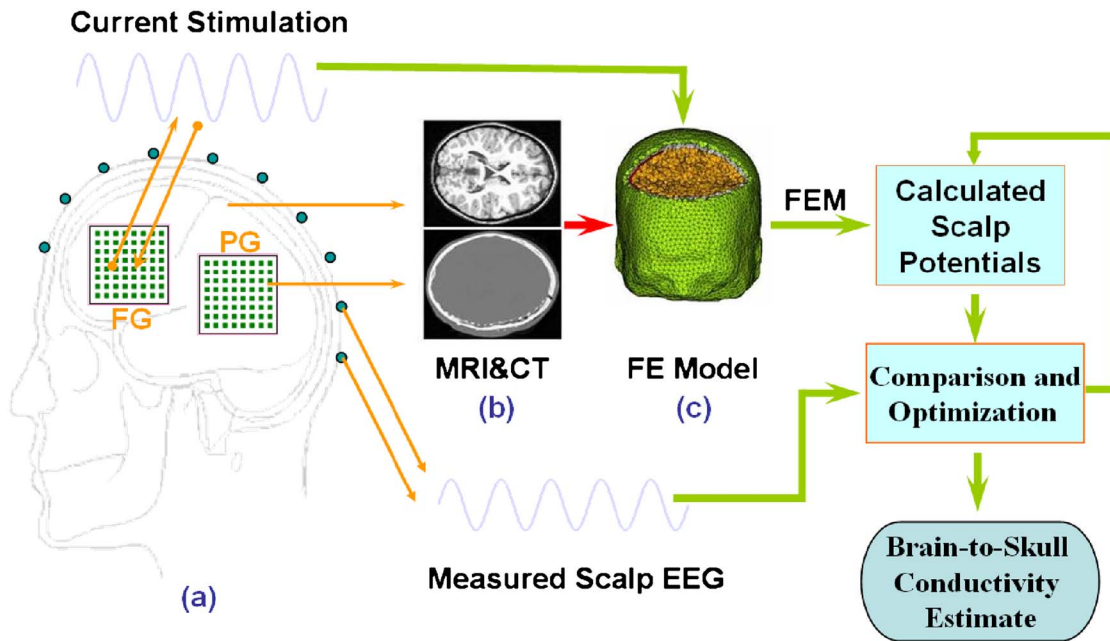 Current Stimulation
PG
FG
(a)
MRI&CT
(b)
FE Model
(c)
FEM
Calculated
Scalp
Potentials
Comparison and
Optimization
Measured Scalp EEG
Brain-to-Skull
Conductivity
Estimate